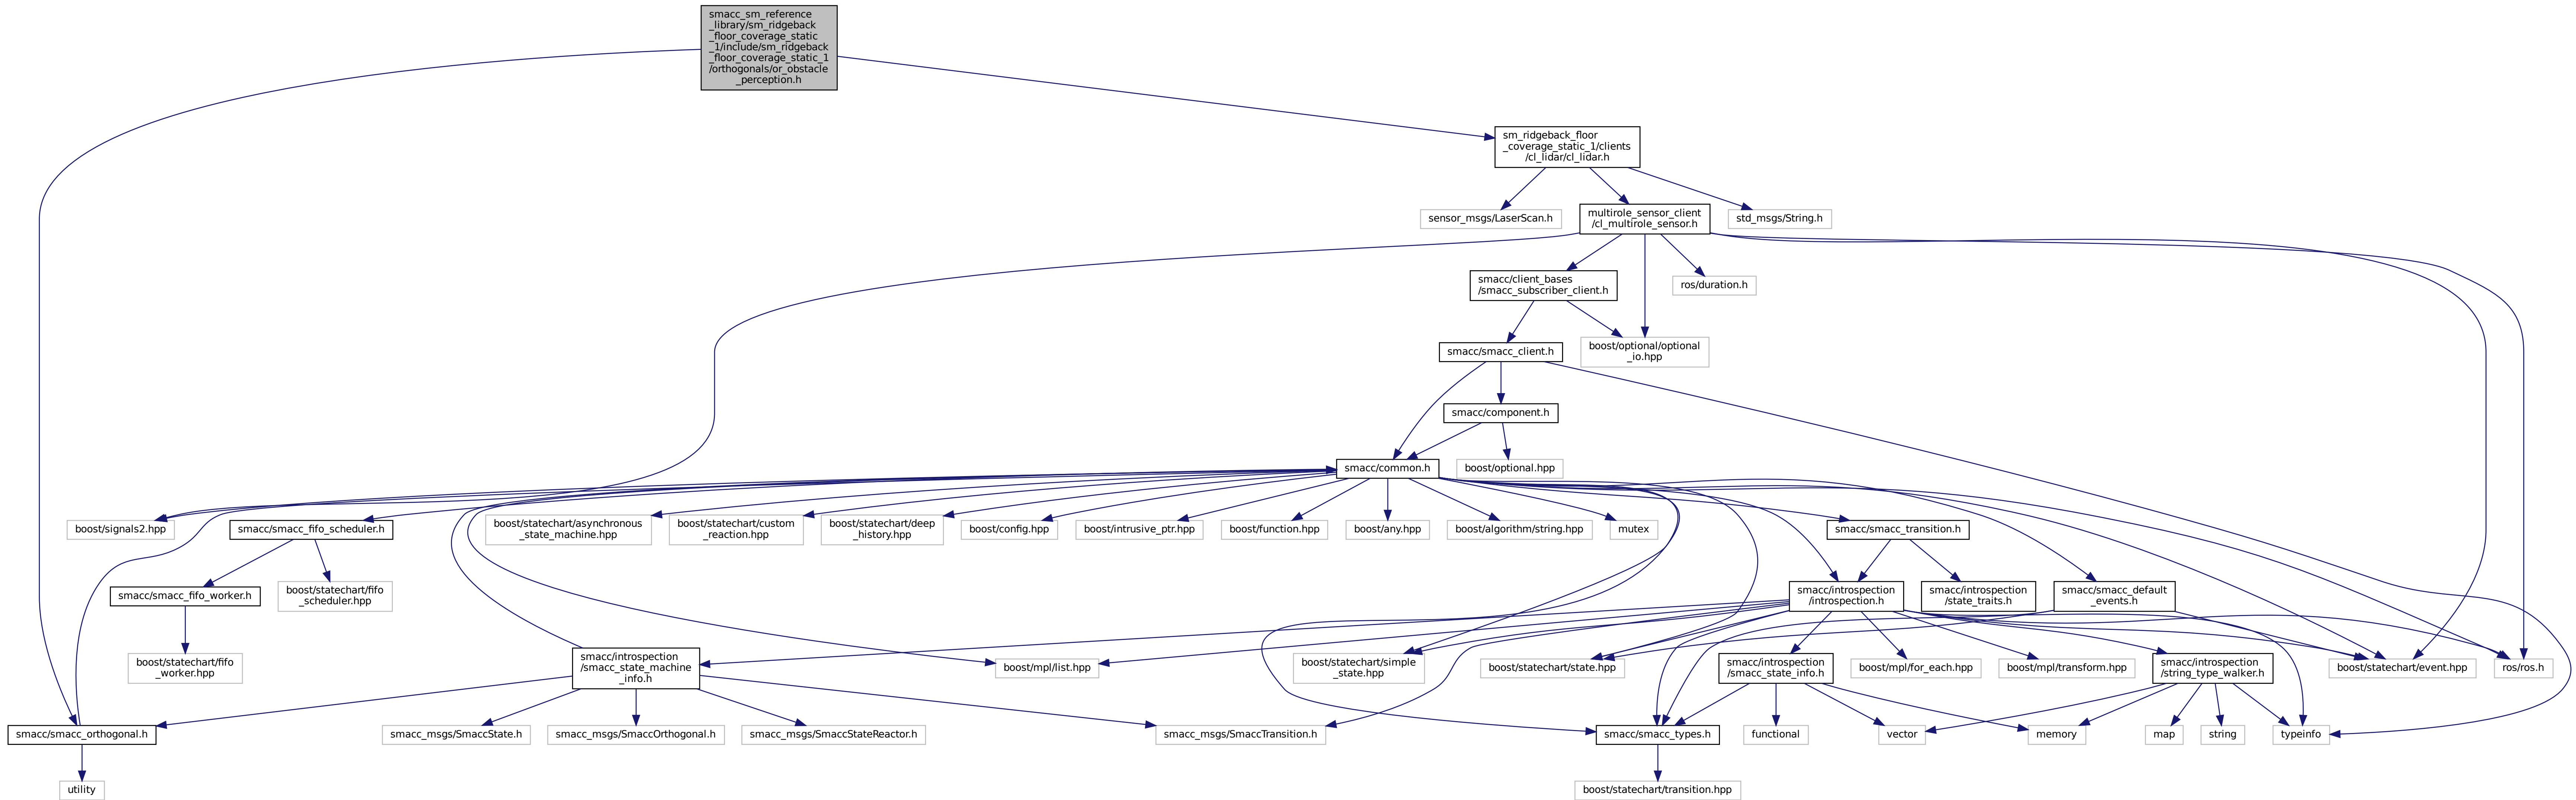 smacc_sm_reference
_library/sm_ridgeback
_floor_coverage_static
_1/include/sm_ridgeback
_floor_coverage_static_1
/orthogonals/or_obstacle
_perception.h
sm_ridgeback_floor
_coverage_static_1/clients
/cl_lidar/cl_lidar.h
sensor_msgs/LaserScan.h
multirole_sensor_client
/cl_multirole_sensor.h
std_msgs/String.h
smacc/client_bases
/smacc_subscriber_client.h
ros/duration.h
smacc/smacc_client.h
boost/optional/optional
_io.hpp
smacc/component.h
smacc/common.h
boost/optional.hpp
boost/signals2.hpp
smacc/smacc_fifo_scheduler.h
boost/statechart/asynchronous
_state_machine.hpp
boost/statechart/custom
_reaction.hpp
boost/statechart/deep
_history.hpp
boost/config.hpp
boost/intrusive_ptr.hpp
boost/function.hpp
boost/any.hpp
boost/algorithm/string.hpp
mutex
smacc/smacc_transition.h
smacc/smacc_fifo_worker.h
boost/statechart/fifo
_scheduler.hpp
smacc/introspection
/introspection.h
smacc/introspection
/state_traits.h
smacc/smacc_default
_events.h
boost/statechart/fifo
_worker.hpp
smacc/introspection
/smacc_state_machine
_info.h
boost/mpl/list.hpp
boost/statechart/simple
_state.hpp
boost/statechart/state.hpp
smacc/introspection
/smacc_state_info.h
boost/mpl/for_each.hpp
boost/mpl/transform.hpp
smacc/introspection
/string_type_walker.h
boost/statechart/event.hpp
ros/ros.h
smacc/smacc_orthogonal.h
smacc_msgs/SmaccState.h
smacc_msgs/SmaccOrthogonal.h
smacc_msgs/SmaccStateReactor.h
smacc_msgs/SmaccTransition.h
smacc/smacc_types.h
functional
vector
memory
map
string
typeinfo
utility
boost/statechart/transition.hpp